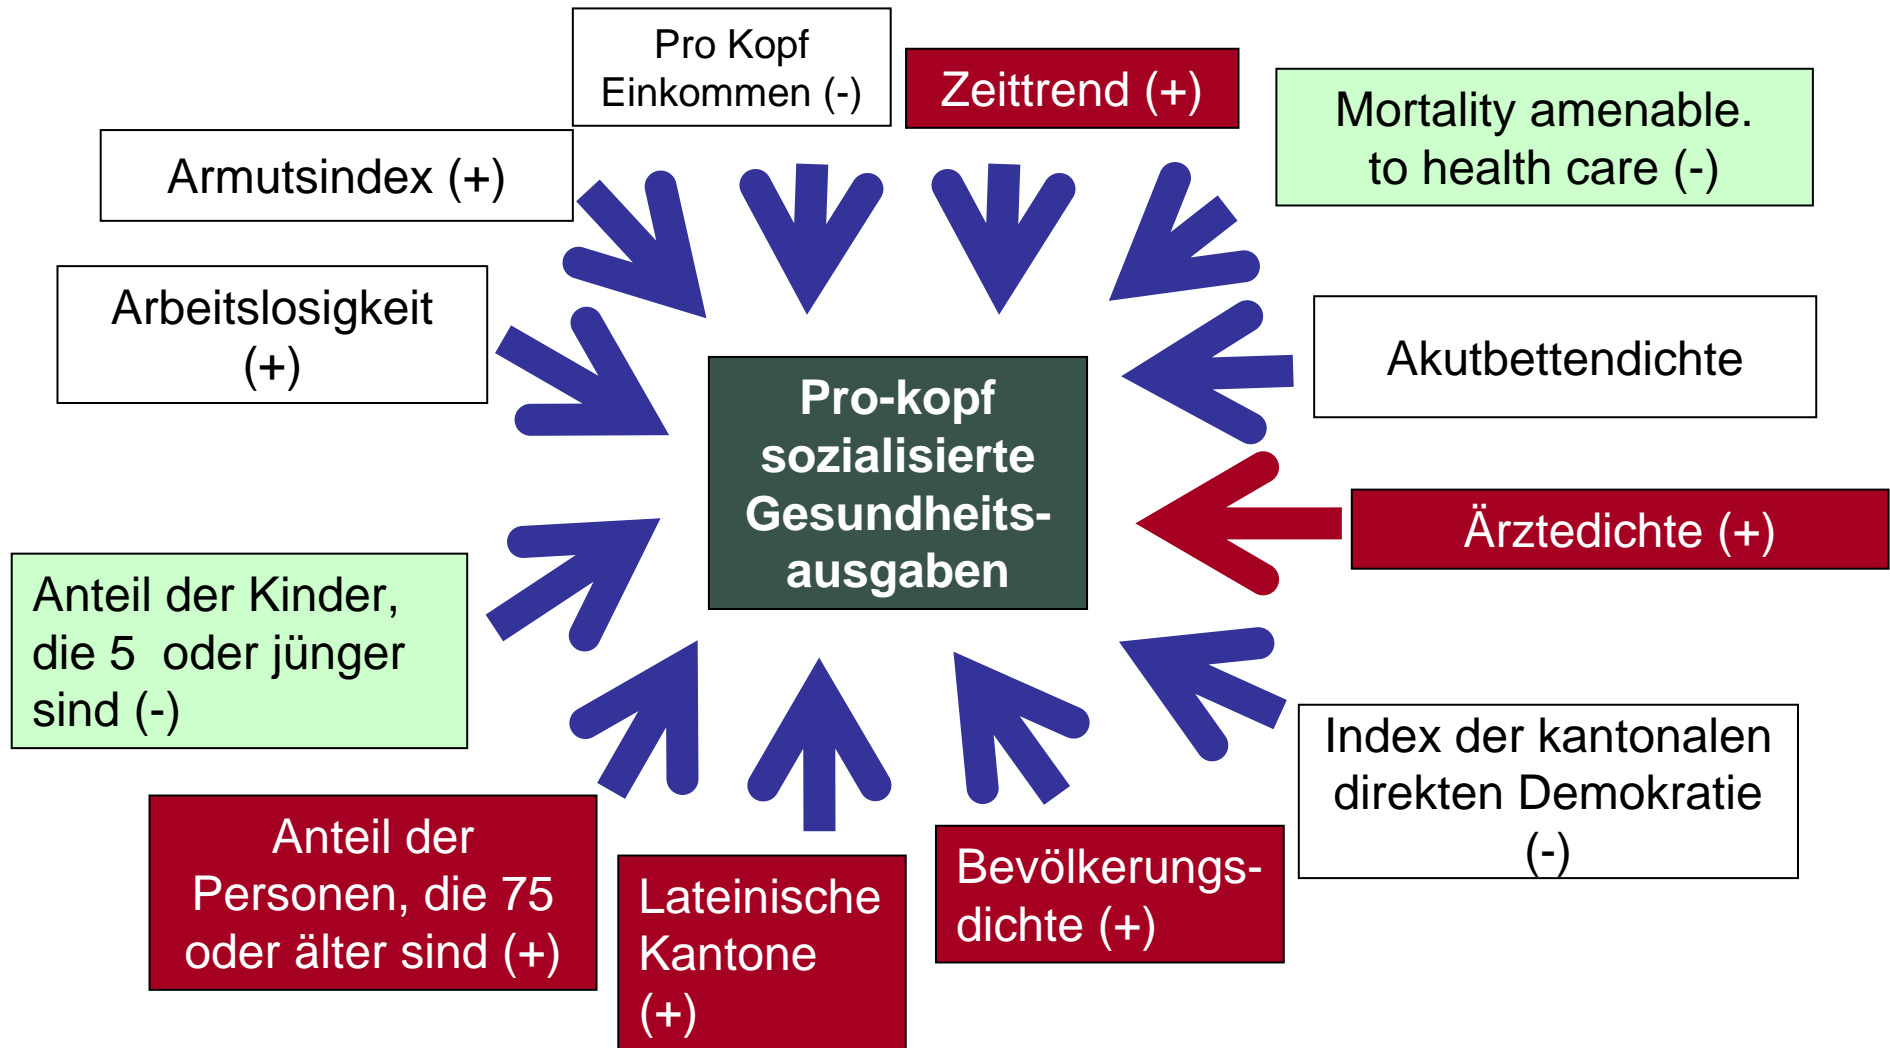 Pro Kopf
Einkommen (-)
Zeittrend (+)
Mortality amenable.
to health care (-)
Armutsindex (+)
Arbeitslosigkeit
(+)
Akutbettendichte
Pro-kopf
sozialisierte
Gesundheits-
ausgaben
Ärztedichte (+)
Anteil der Kinder,
die 5 oder jünger
sind (-)
Index der kantonalen
direkten Demokratie
(-)
Anteil der
Personen, die 75
oder älter sind (+)
Lateinische
Kantone
(+)
Bevölkerungs-
dichte (+)